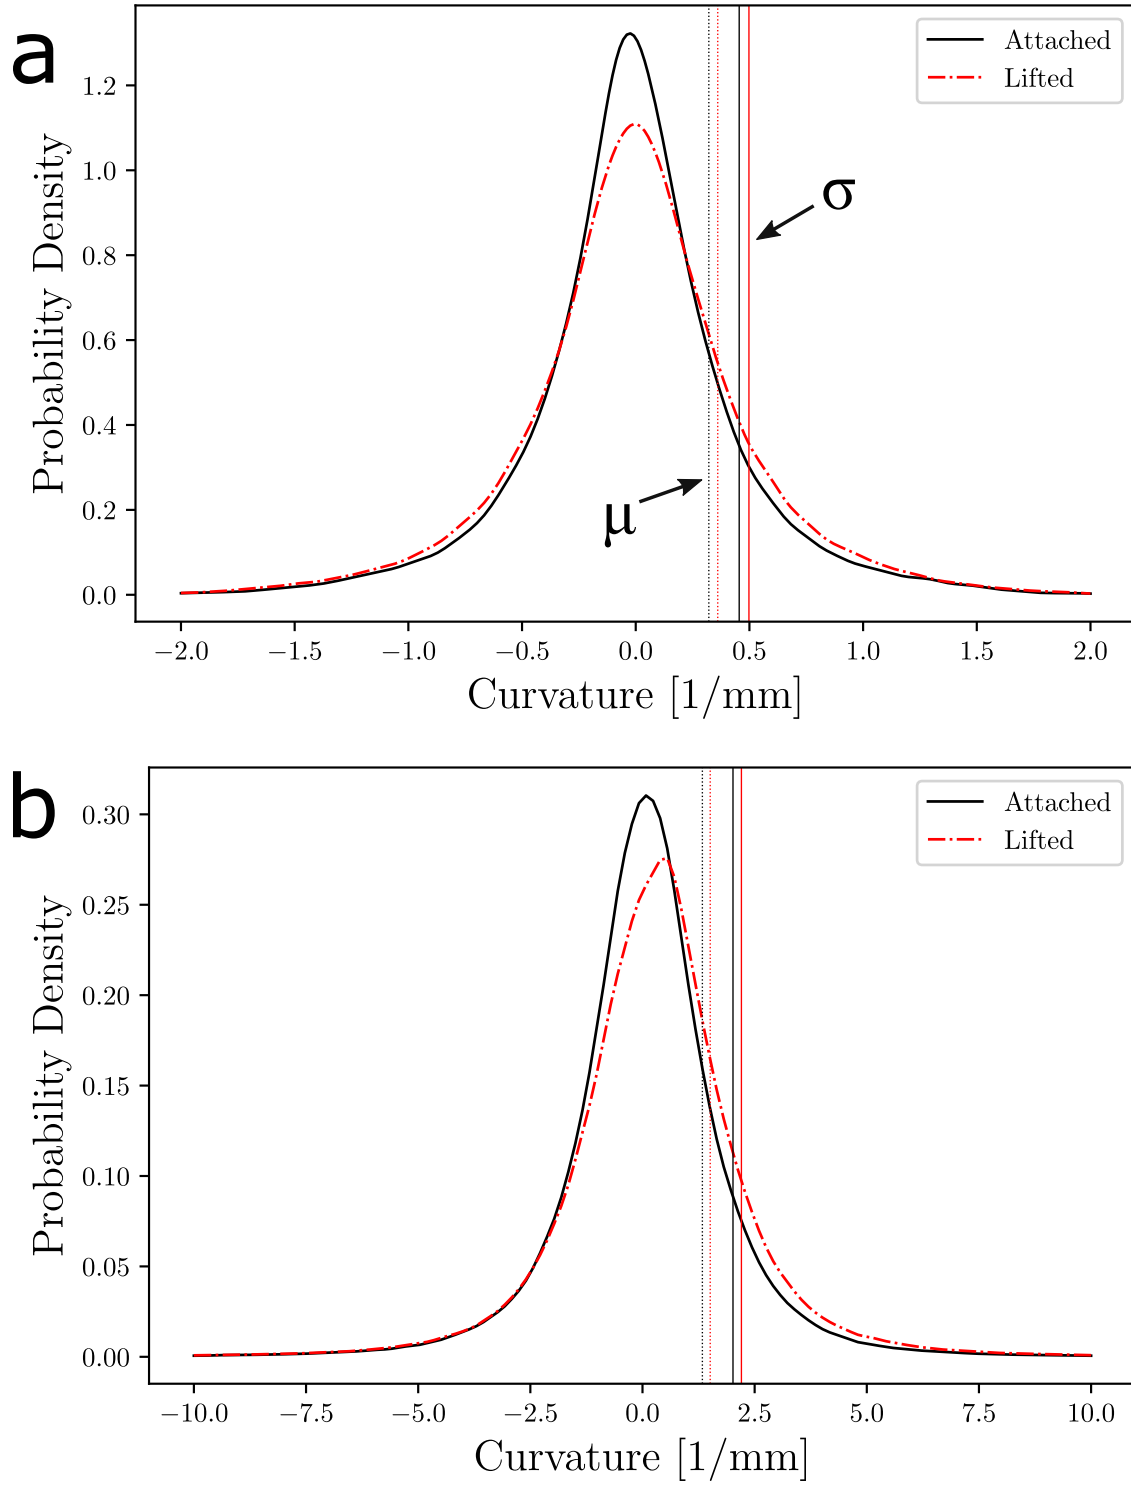 a
Attached
Lifted
σ
μ
Probability Density
1.2
1.0
0.8
0.6
0.4
0.2
0.0
−2.0 −1.5 −1.0 −0.5 0.0 0.5 1.0 1.5 2.0
Curvature [1/mm]
b
Attached
Lifted
Probability Density
0.30
0.25
0.20
0.15
0.10
0.05
0.00
−10.0 −7.5 −5.0 −2.5 0.0 2.5 5.0 7.5 10.0
Curvature [1/mm]